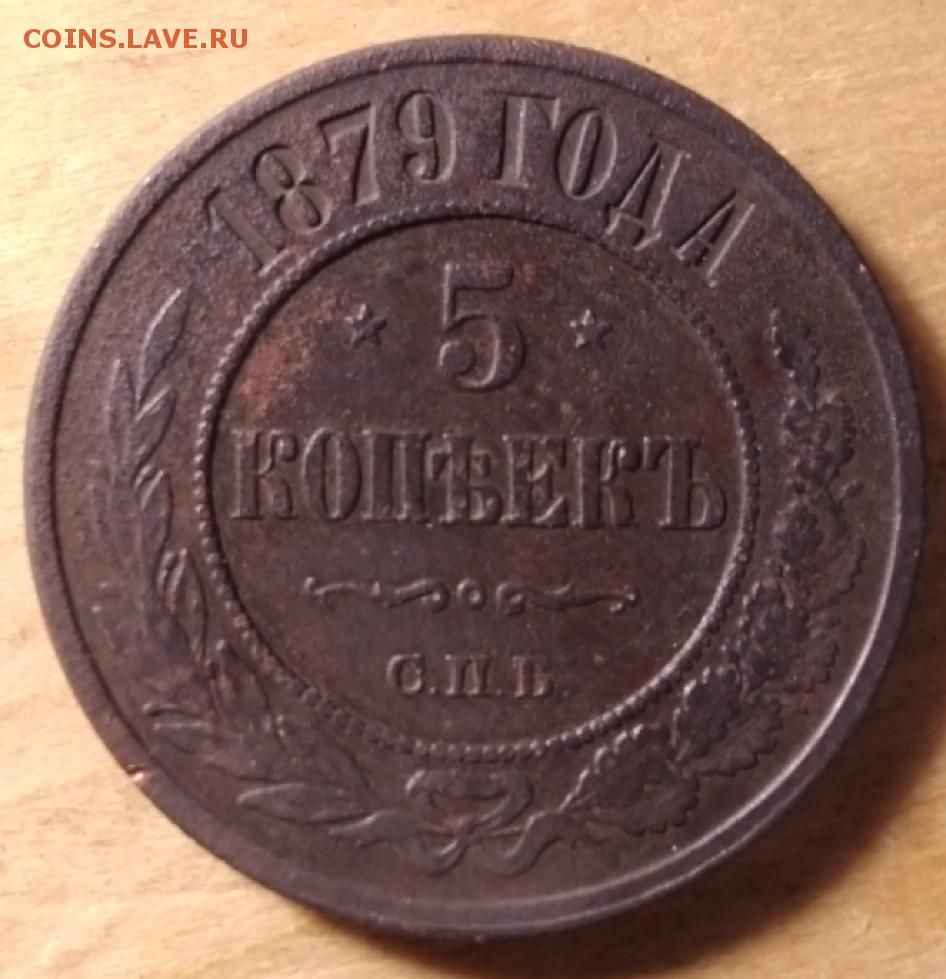 COINS.LAVE.RU
1879 ГОДА
5
КОПѢЕКЪ
С.П.Б.